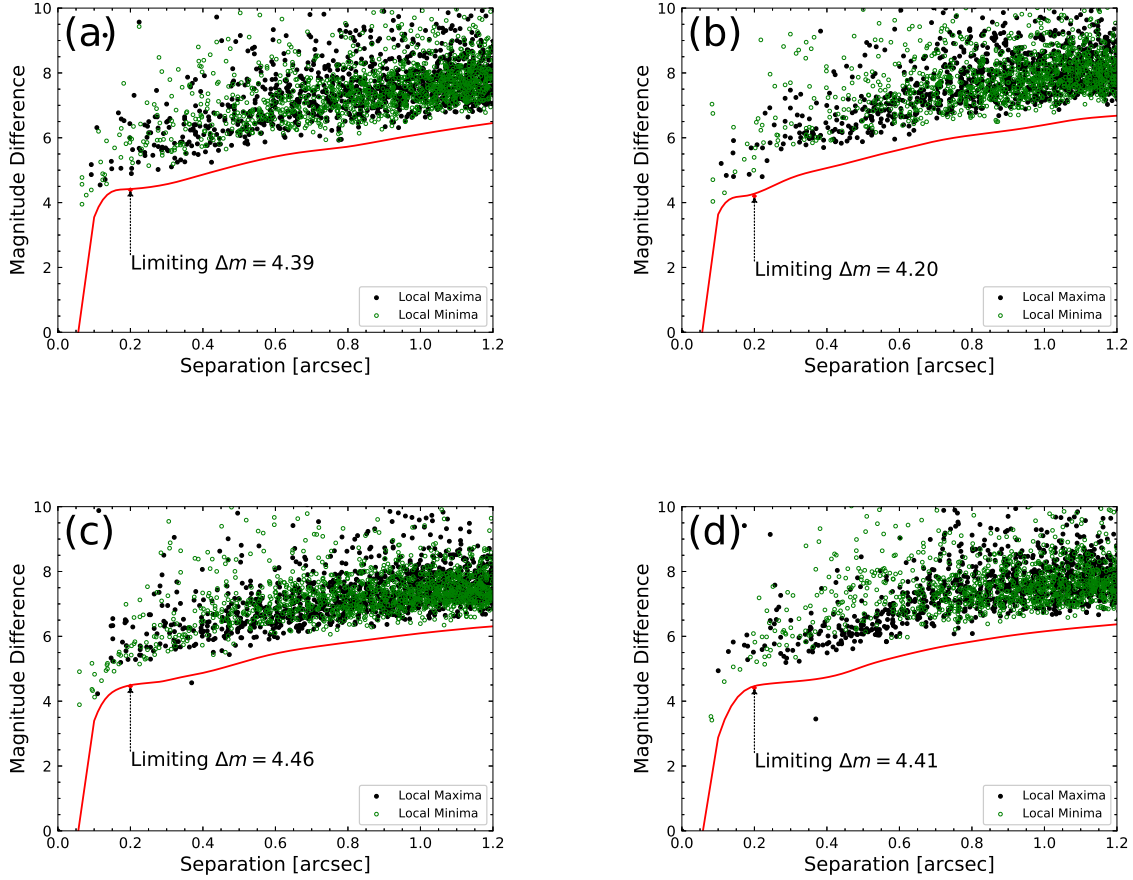 (a)
10
8
6
4
2
0
Magnitude Difference
Limiting Δm = 4.39
Local Maxima
Local Minima
0.0 0.2 0.4 0.6 0.8 1.0 1.2
Separation [arcsec]
(b)
10
8
6
4
2
0
Magnitude Difference
Limiting Δm = 4.20
Local Maxima
Local Minima
0.0 0.2 0.4 0.6 0.8 1.0 1.2
Separation [arcsec]
(c)
10
8
6
4
2
0
Magnitude Difference
Limiting Δm = 4.46
Local Maxima
Local Minima
0.0 0.2 0.4 0.6 0.8 1.0 1.2
Separation [arcsec]
(d)
10
8
6
4
2
0
Magnitude Difference
Limiting Δm = 4.41
Local Maxima
Local Minima
0.0 0.2 0.4 0.6 0.8 1.0 1.2
Separation [arcsec]